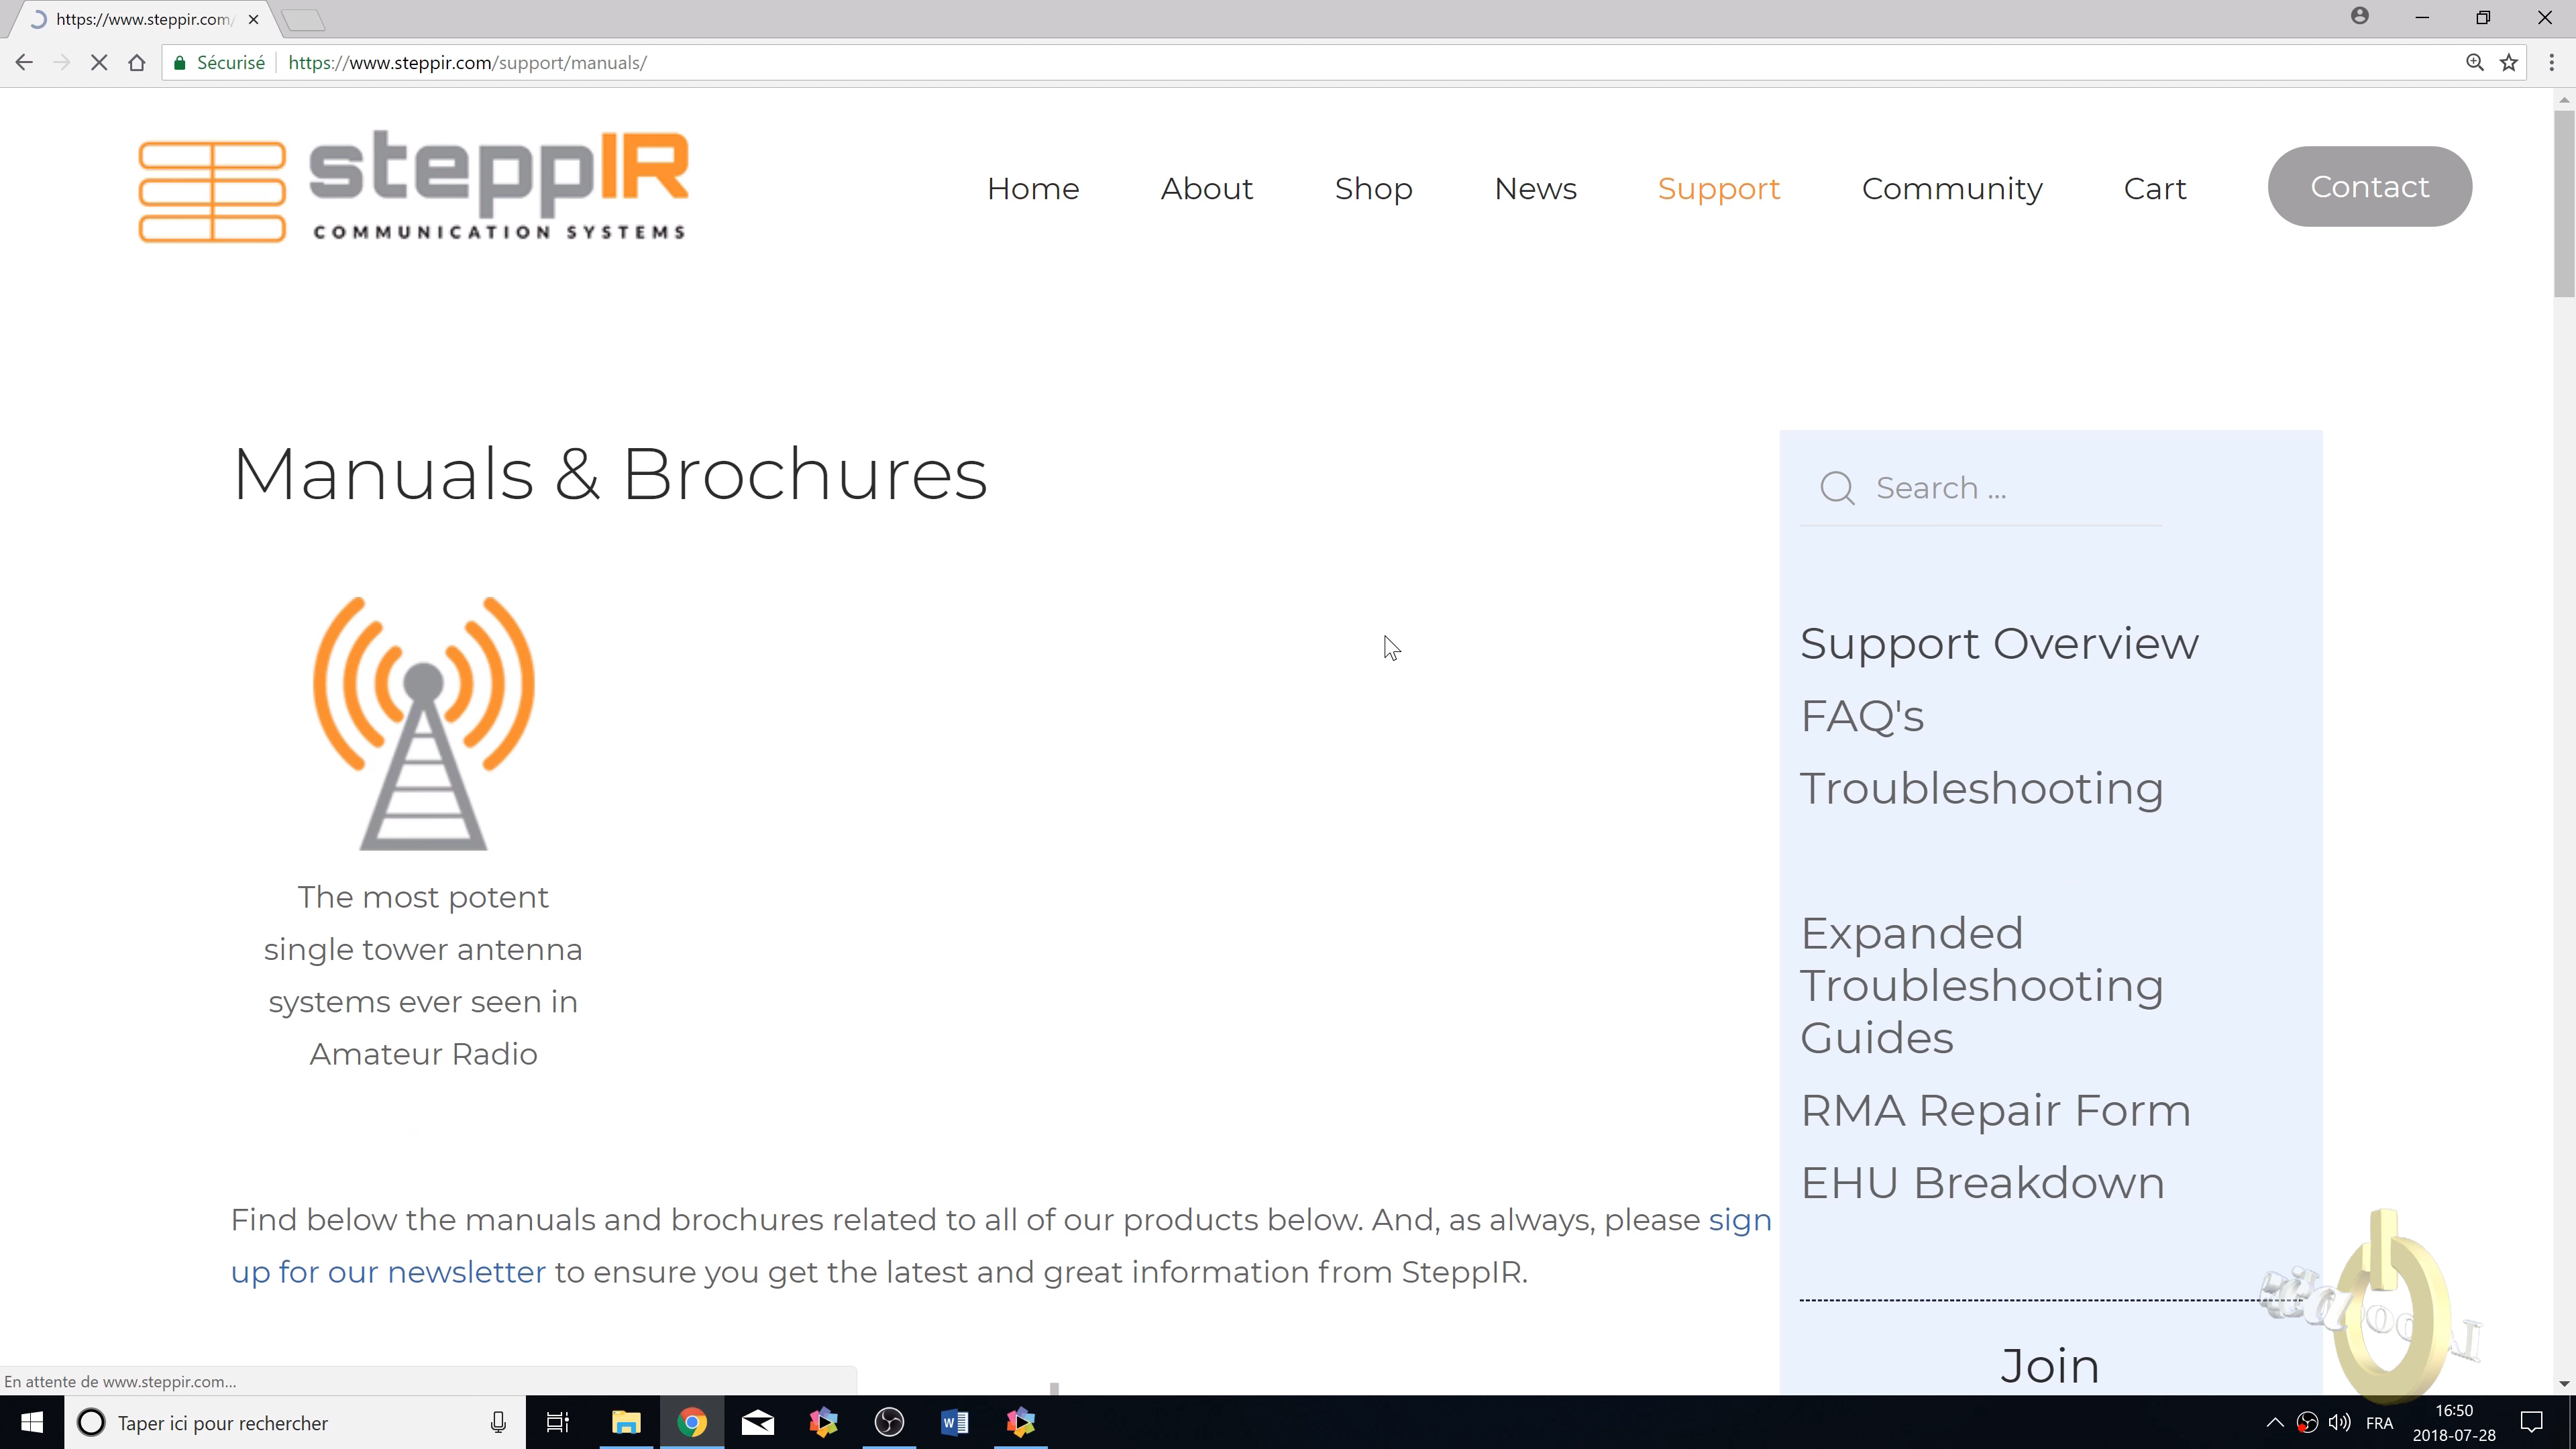 https://www.steppir.com/
Sécurisé
https://www.steppir.com/support/manuals/
steppIR
COMMUNICATION SYSTEMS
Home
About
Shop
News
Support
Community
Cart
Contact
Manuals & Brochures
The most potent
single tower antenna
systems ever seen in
Amateur Radio
Find below the manuals and brochures related to all of our products below. And, as always, please sign
up for our newsletter to ensure you get the latest and great information from SteppIR.
Search ...
Support Overview
FAQ's
Troubleshooting
Expanded
Troubleshooting
Guides
RMA Repair Form
EHU Breakdown
Join
En attente de www.steppir.com...
Taper ici pour rechercher
FRA
16:50
2018-07-28